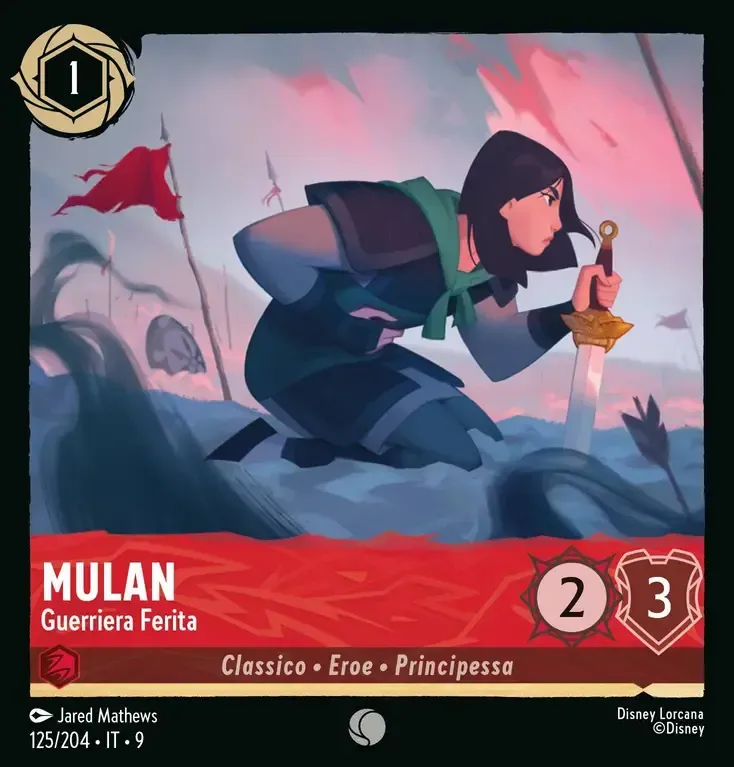 1
MULAN
Guerriera Ferita
2
3
Classico • Eroe • Principessa
Jared Mathews
125/204 • IT • 9
Disney Lorcana
©Disney